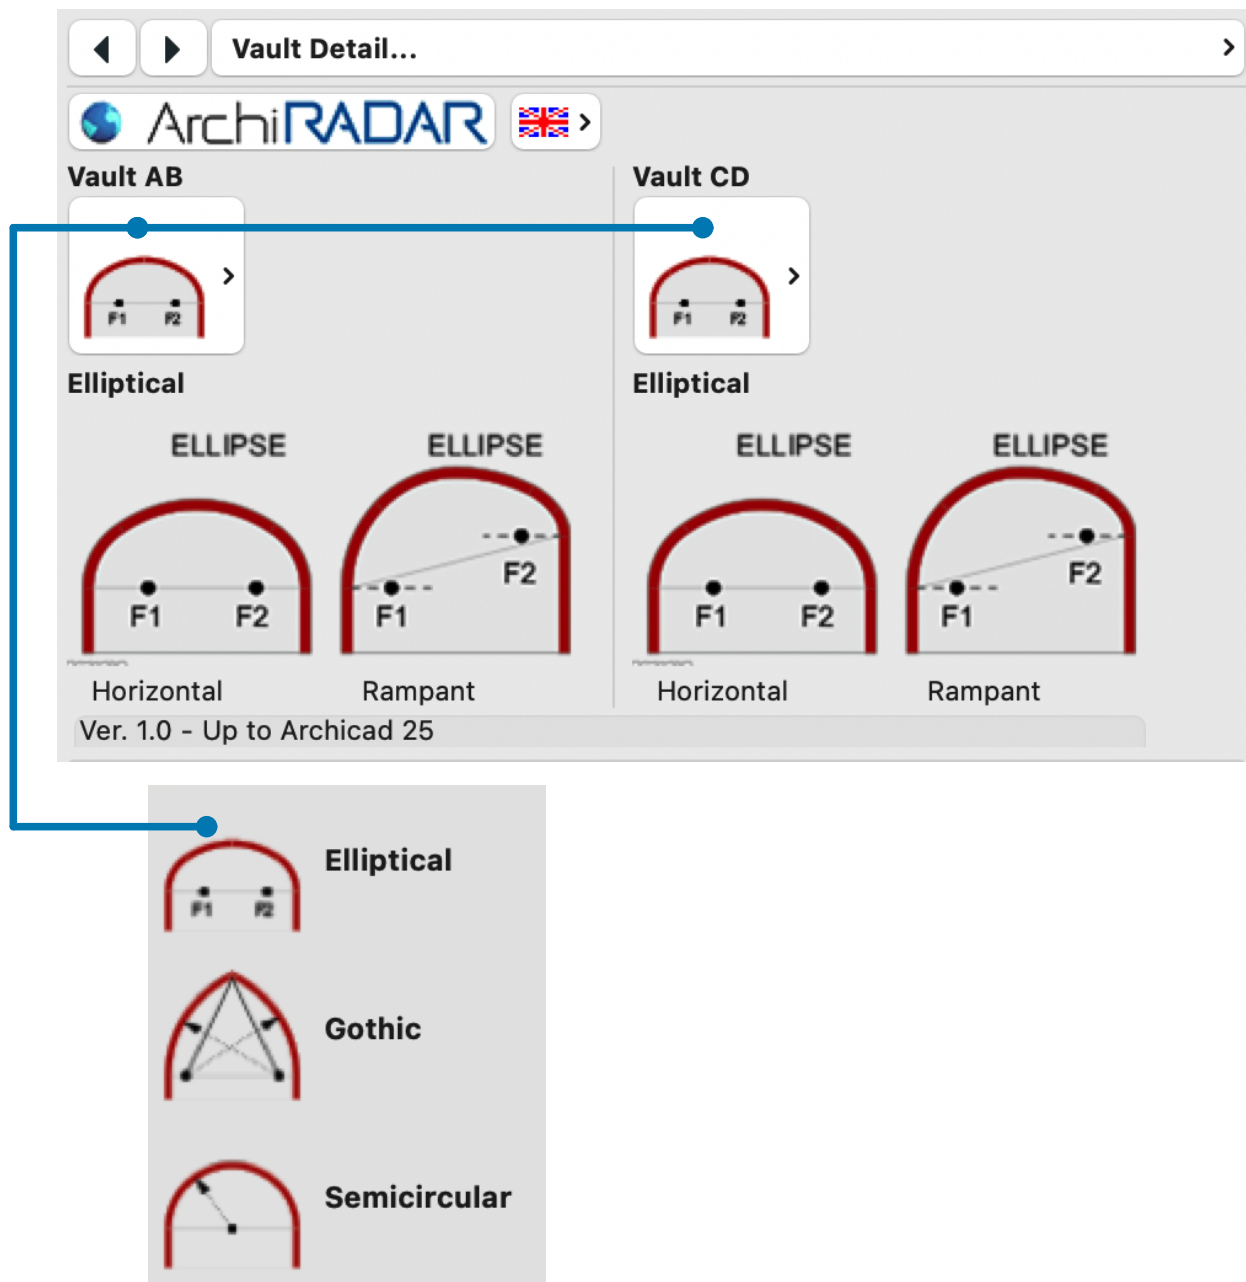 Vault Detail...
ArchiRADAR
Vault AB
Vault CD
F1 F2
F1 F2
Elliptical
Elliptical
ELLIPSE ELLIPSE
ELLIPSE ELLIPSE
F1 F2
F1 F2
F1 F2
F1 F2
Horizontal Rampant
Horizontal Rampant
Ver. 1.0 - Up to Archicad 25
Elliptical
F1 F2
Gothic
Semicircular